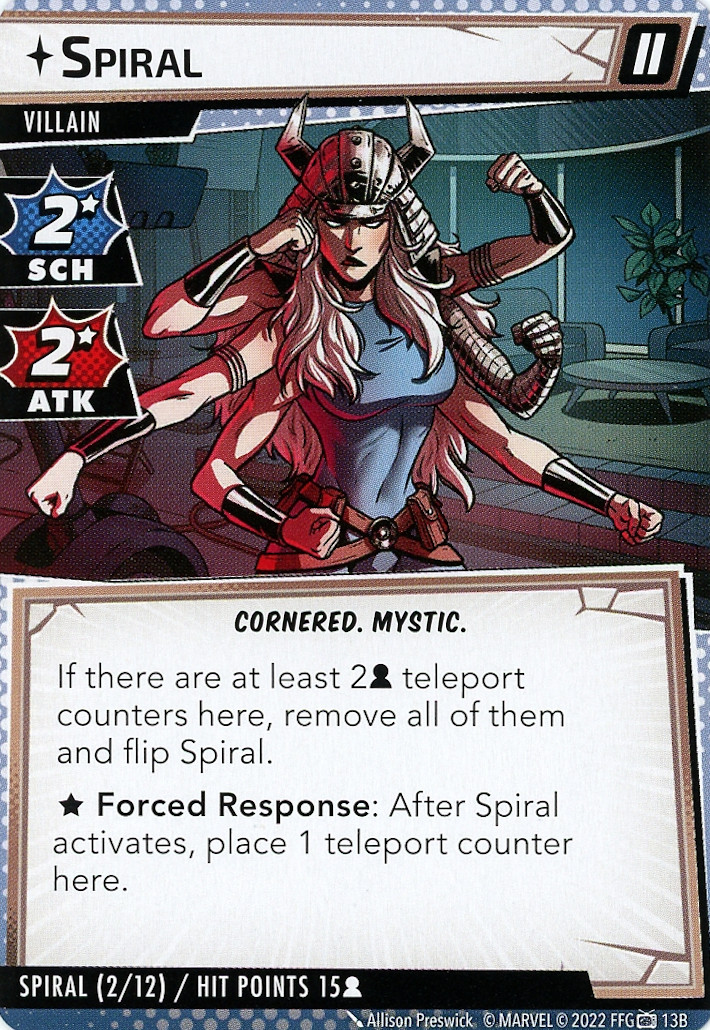 SPIRAL
II
VILLAIN
2
SCH
2
ATK
CORNERED. MYSTIC.
If there are at least 2 teleport
counters here, remove all of them
and flip Spiral.
★ Forced Response: After Spiral
activates, place 1 teleport counter
here.
SPIRAL (2/12) / HIT POINTS 15
Allison Preswick © MARVEL © 2022 FFG 13B